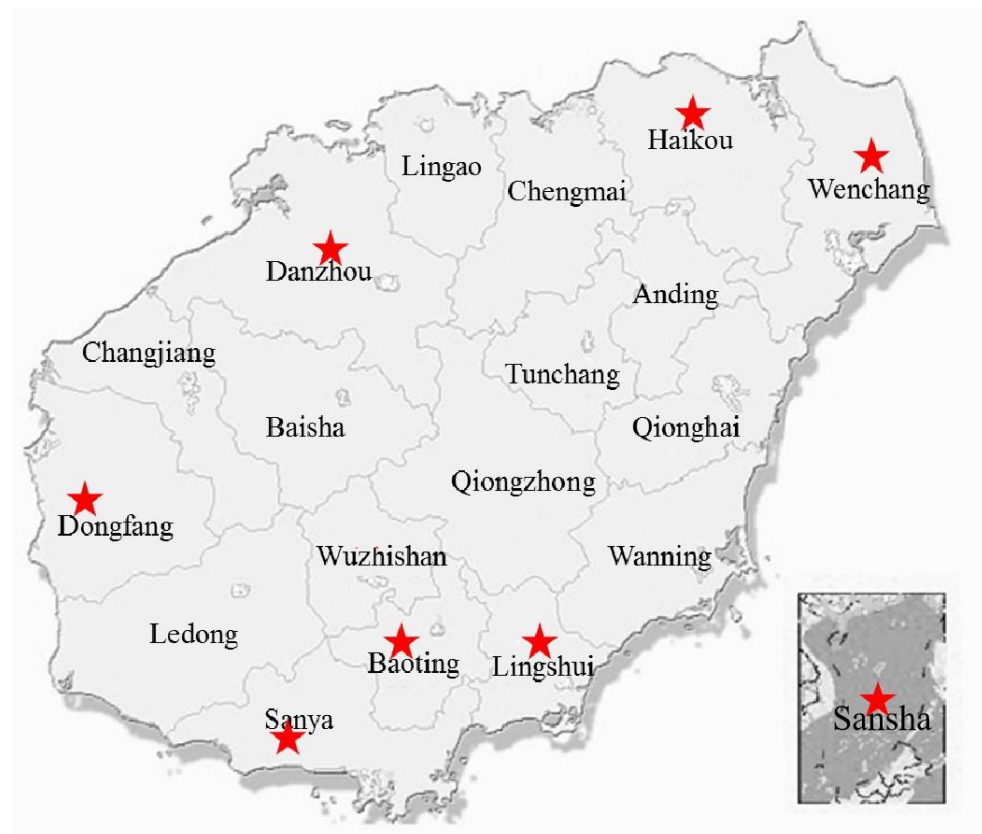 Haikou
Lingao
Chengmai
Wenchang
Danzhou
Anding
Changjiang
Tunchang
Baisha
Qionghai
Qiongzhong
Dongfang
Wuzhishan
Wanning
Ledong
Baoting
Lingshui
Sanya
Sansha